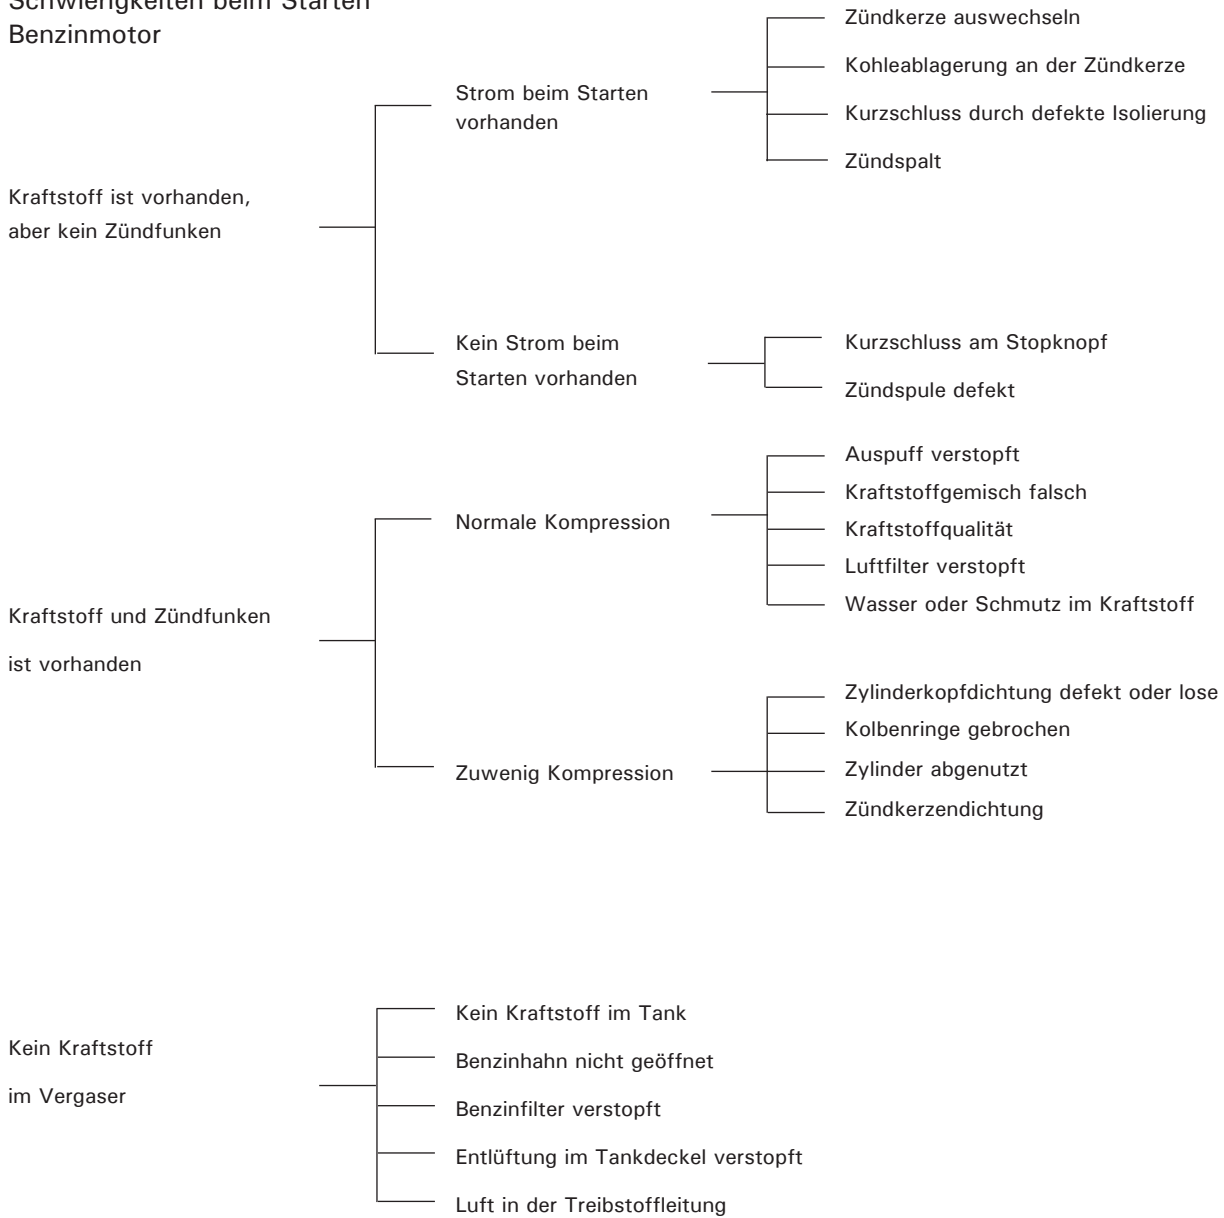 Schwierigkeiten beim Starten
Benzinmotor
Kraftstoff ist vorhanden,
aber kein Zündfunken
Strom beim Starten
vorhanden
Zündkerze auswechseln
Kohleablagerung an der Zündkerze
Kurzschluss durch defekte Isolierung
Zündspalt
Kein Strom beim
Starten vorhanden
Kurzschluss am Stopknopf
Zündspule defekt
Kraftstoff und Zündfunken
ist vorhanden
Normale Kompression
Auspuff verstopft
Kraftstoffgemisch falsch
Kraftstoffqualität
Luftfilter verstopft
Wasser oder Schmutz im Kraftstoff
Zuwenig Kompression
Zylinderkopfdichtung defekt oder lose
Kolbenringe gebrochen
Zylinder abgenutzt
Zündkerzendichtung
Kein Kraftstoff
im Vergaser
Kein Kraftstoff im Tank
Benzinhahn nicht geöffnet
Benzinfilter verstopft
Entlüftung im Tankdeckel verstopft
Luft in der Treibstoffleitung